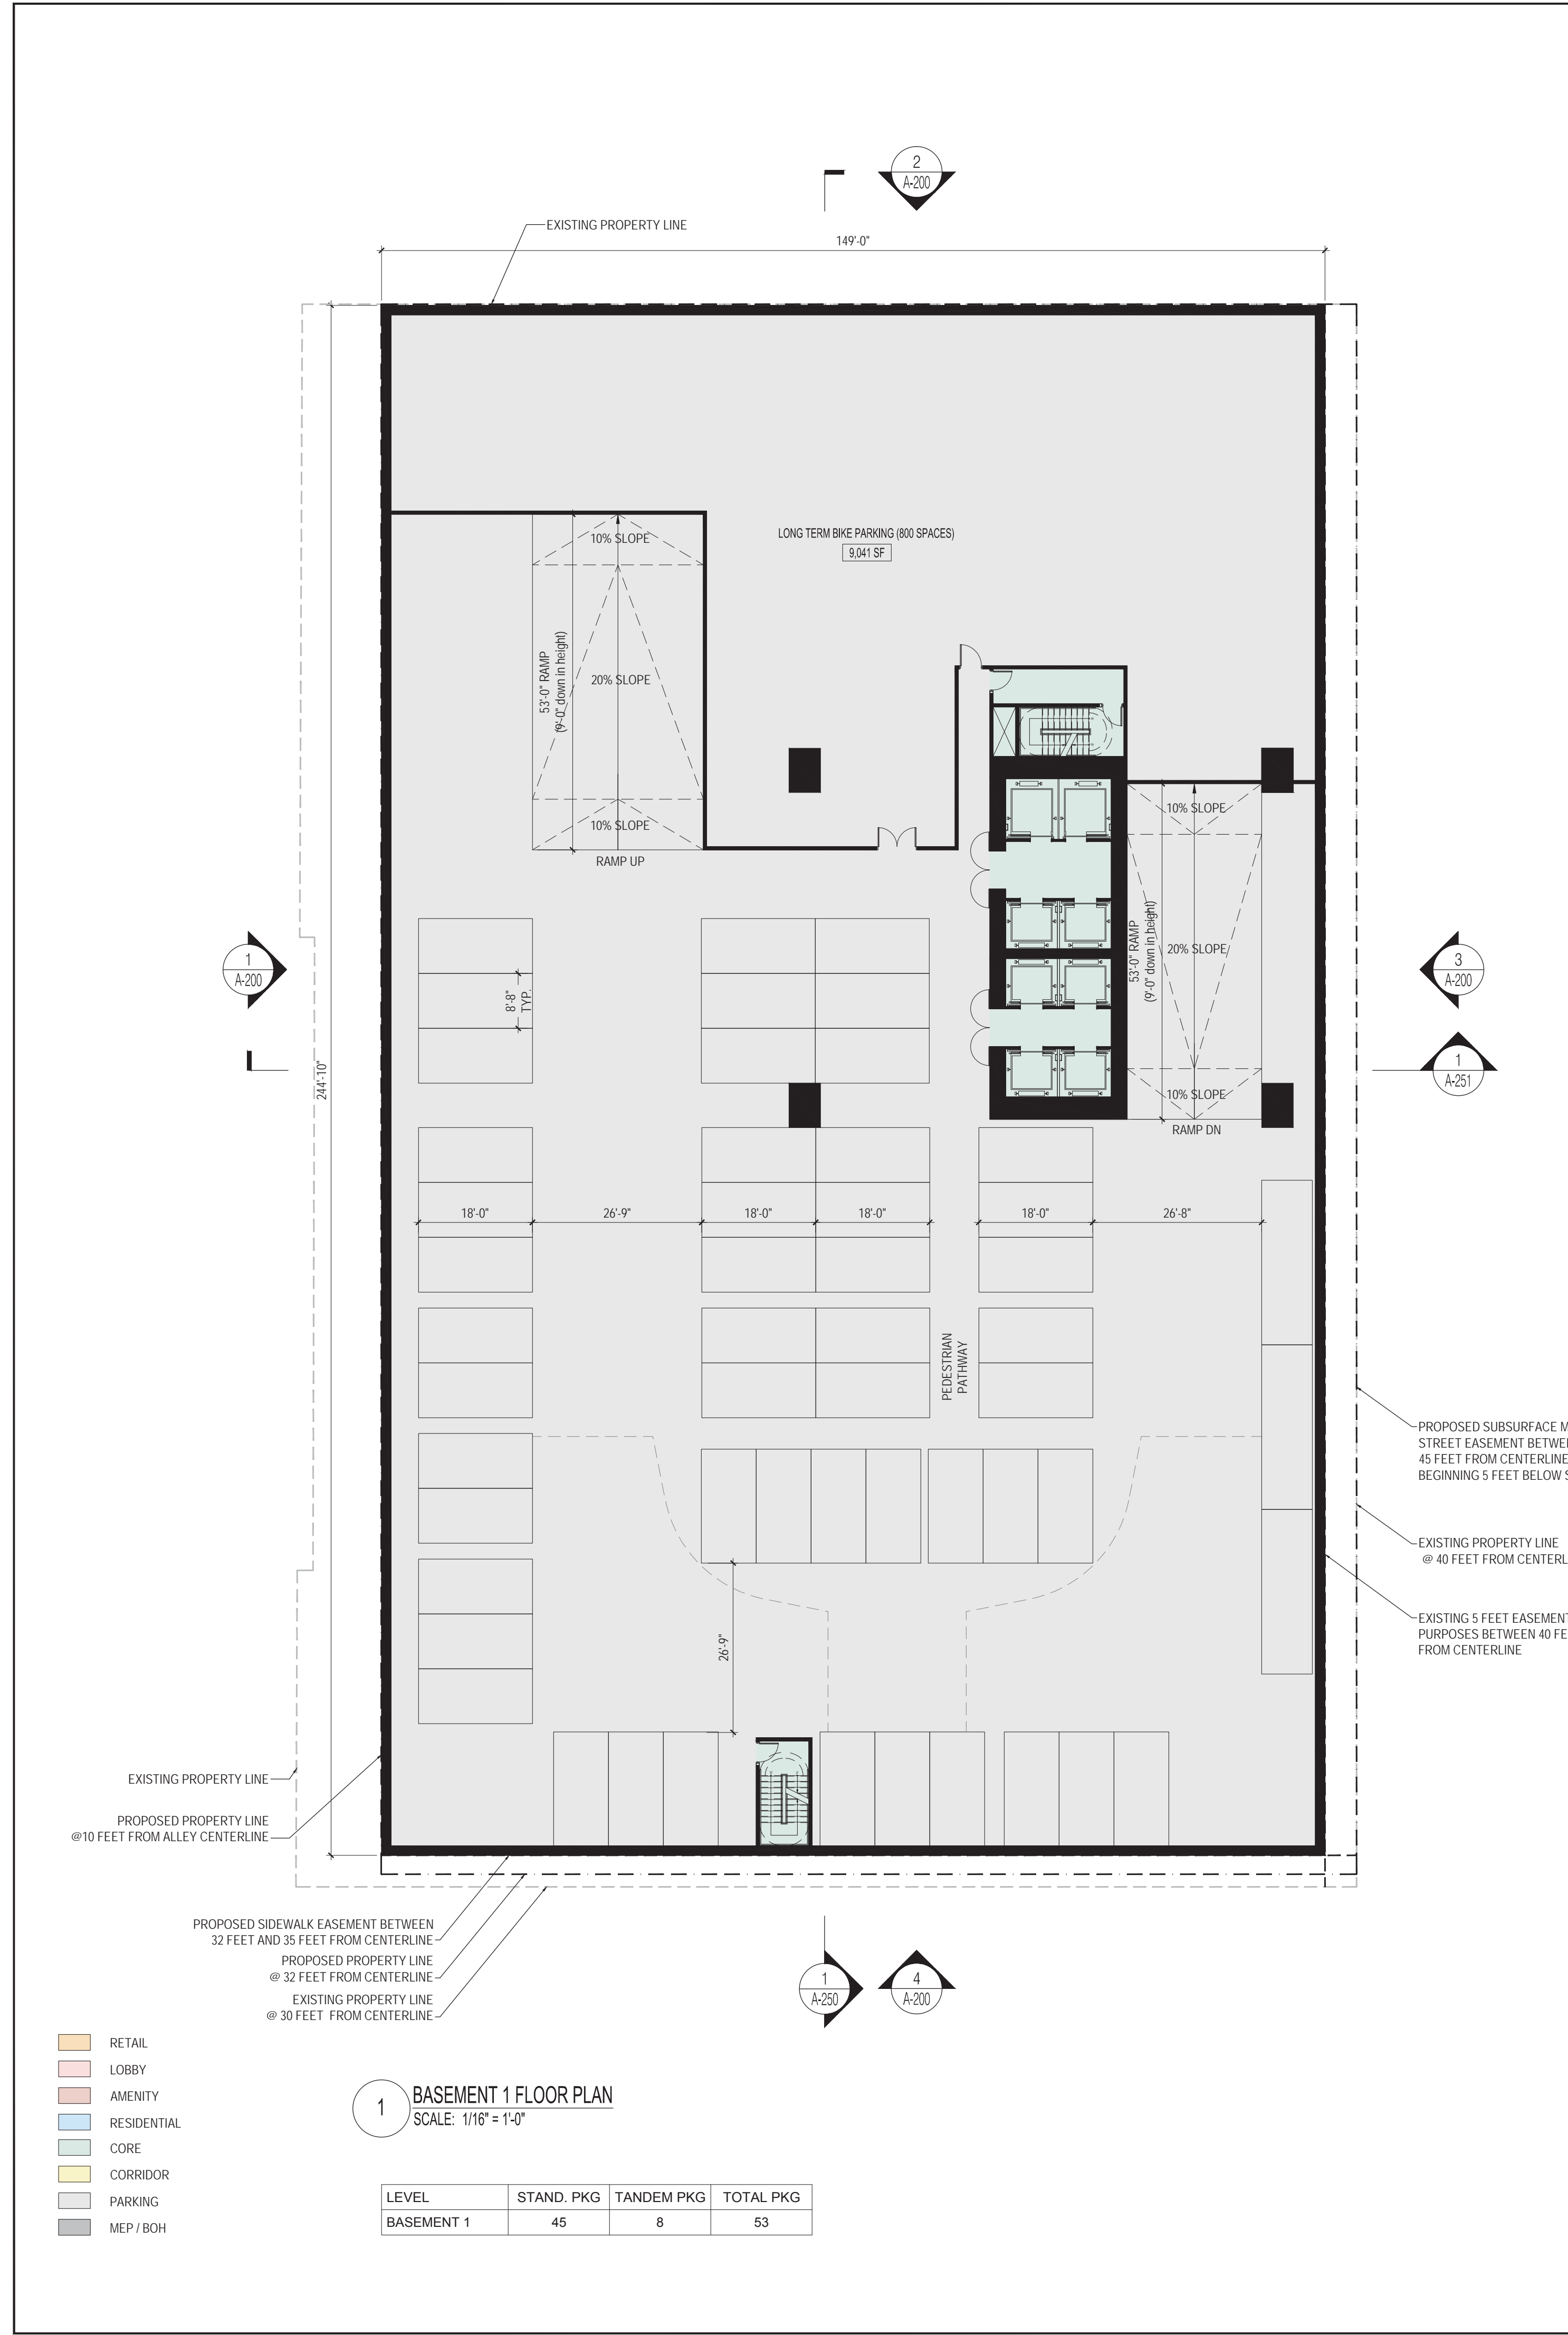 2
A-200
EXISTING PROPERTY LINE
149'-0"
10% SLOPE
LONG TERM BIKE PARKING (800 SPACES)
9,041 SF
53'-0" RAMP
(9'-0" down in height)
20% SLOPE
10% SLOPE
RAMP UP
10% SLOPE
53'-0" RAMP
(9'-0" down in height)
20% SLOPE
10% SLOPE
RAMP DN
1
A-200
8'-8"
TYP.
3
A-200
1
A-251
244'-10"
18'-0"
26'-9"
18'-0"
18'-0"
18'-0"
26'-8"
PEDESTRIAN
PATHWAY
PROPOSED SUBSURFACE M
STREET EASEMENT BETWE
45 FEET FROM CENTERLINE
BEGINNING 5 FEET BELOW S
EXISTING PROPERTY LINE
@ 40 FEET FROM CENTERL
EXISTING 5 FEET EASEMENT
PURPOSES BETWEEN 40 FE
FROM CENTERLINE
26'-9"
EXISTING PROPERTY LINE
PROPOSED PROPERTY LINE
@10 FEET FROM ALLEY CENTERLINE
PROPOSED SIDEWALK EASEMENT BETWEEN
32 FEET AND 35 FEET FROM CENTERLINE
PROPOSED PROPERTY LINE
@ 32 FEET FROM CENTERLINE
EXISTING PROPERTY LINE
@ 30 FEET FROM CENTERLINE
1
A-250
4
A-200
RETAIL
LOBBY
AMENITY
RESIDENTIAL
CORE
CORRIDOR
PARKING
MEP / BOH
1
BASEMENT 1 FLOOR PLAN
SCALE: 1/16" = 1'-0"
LEVEL STAND. PKG TANDEM PKG TOTAL PKG
BASEMENT 1 45 8 53